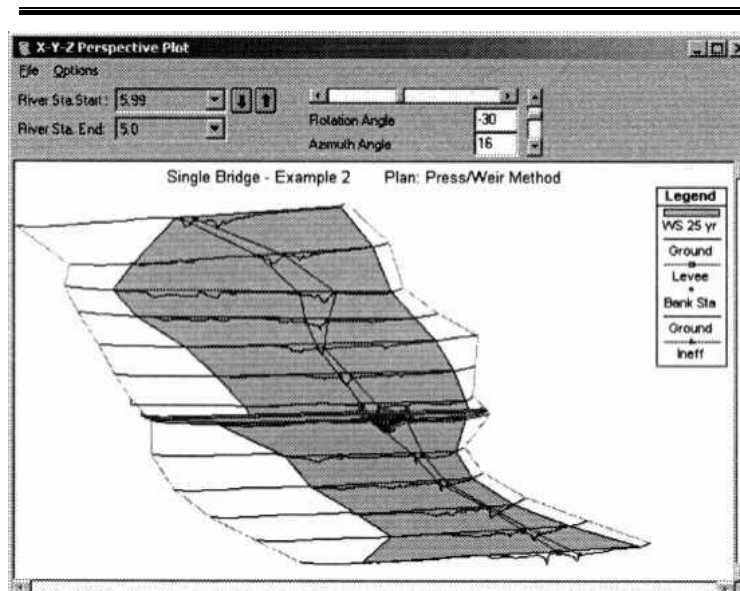 X-Y-Z Perspective Plot
File Options
River Sta.Start: 5.99
Rotation Angle -30
River Sta. End: 5.0
Azimuth Angle 16
Single Bridge - Example 2 Plan: Press/Weir Method
Legend
WS 25 yr
Ground
Levee
Bank Sta
Ground
Ineff